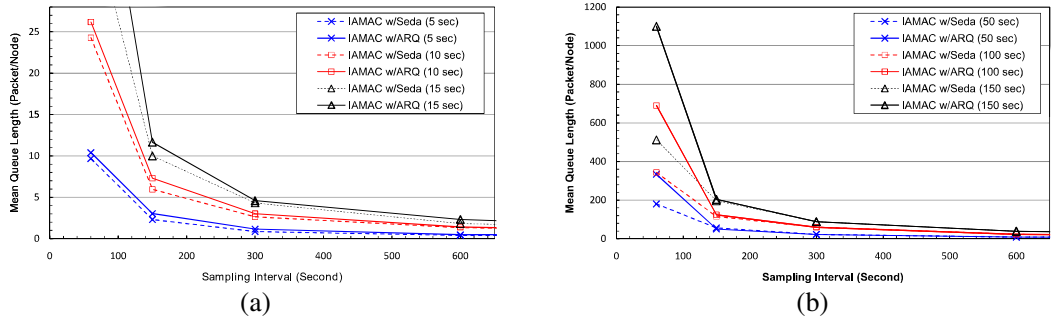 Mean Queue Length (Packet/Node)
25
20
15
10
5
0
0
100
200
300
400
500
600
Sampling Interval (Second)
IAMAC w/Seda (5 sec)
IAMAC w/ARQ (5 sec)
IAMAC w/Seda (10 sec)
IAMAC w/ARQ (10 sec)
IAMAC w/Seda (15 sec)
IAMAC w/ARQ (15 sec)
(a)
Mean Queue Length (Packet/Node)
1200
1000
800
600
400
200
0
0
100
200
300
400
500
600
Sampling Interval (Second)
IAMAC w/Seda (50 sec)
IAMAC w/ARQ (50 sec)
IAMAC w/Seda (100 sec)
IAMAC w/ARQ (100 sec)
IAMAC w/Seda (150 sec)
IAMAC w/ARQ (150 sec)
(b)